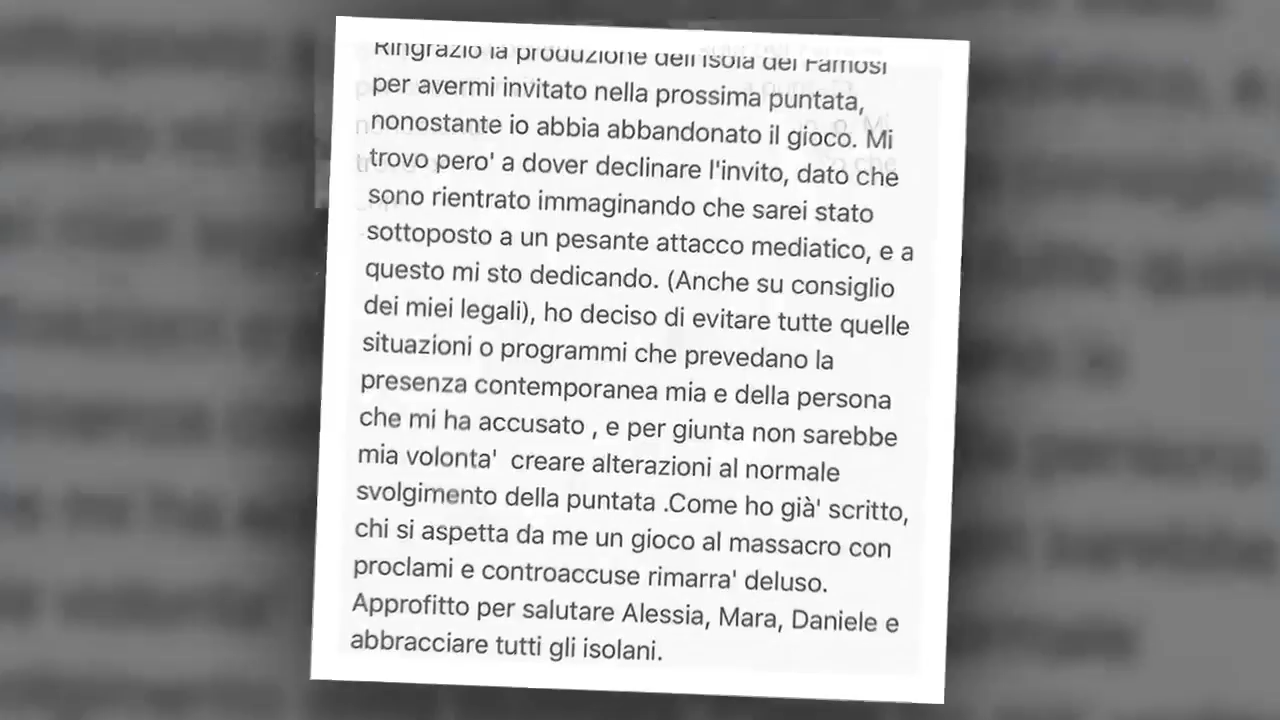 Ringrazio la produzione dell'Isola dei Famosi
per avermi invitato nella prossima puntata,
nonostante io abbia abbandonato il gioco. Mi
trovo pero' a dover declinare l'invito, dato che
sono rientrato immaginando che sarei stato
sottoposto a un pesante attacco mediatico, e a
questo mi sto dedicando. (Anche su consiglio
dei miei legali), ho deciso di evitare tutte quelle
situazioni o programmi che prevedano la
presenza contemporanea mia e della persona
che mi ha accusato , e per giunta non sarebbe
mia volonta'  creare alterazioni al normale
svolgimento della puntata .Come ho già' scritto,
chi si aspetta da me un gioco al massacro con
proclami e controaccuse rimarra' deluso.
Approfitto per salutare Alessia, Mara, Daniele e
abbracciare tutti gli isolani.